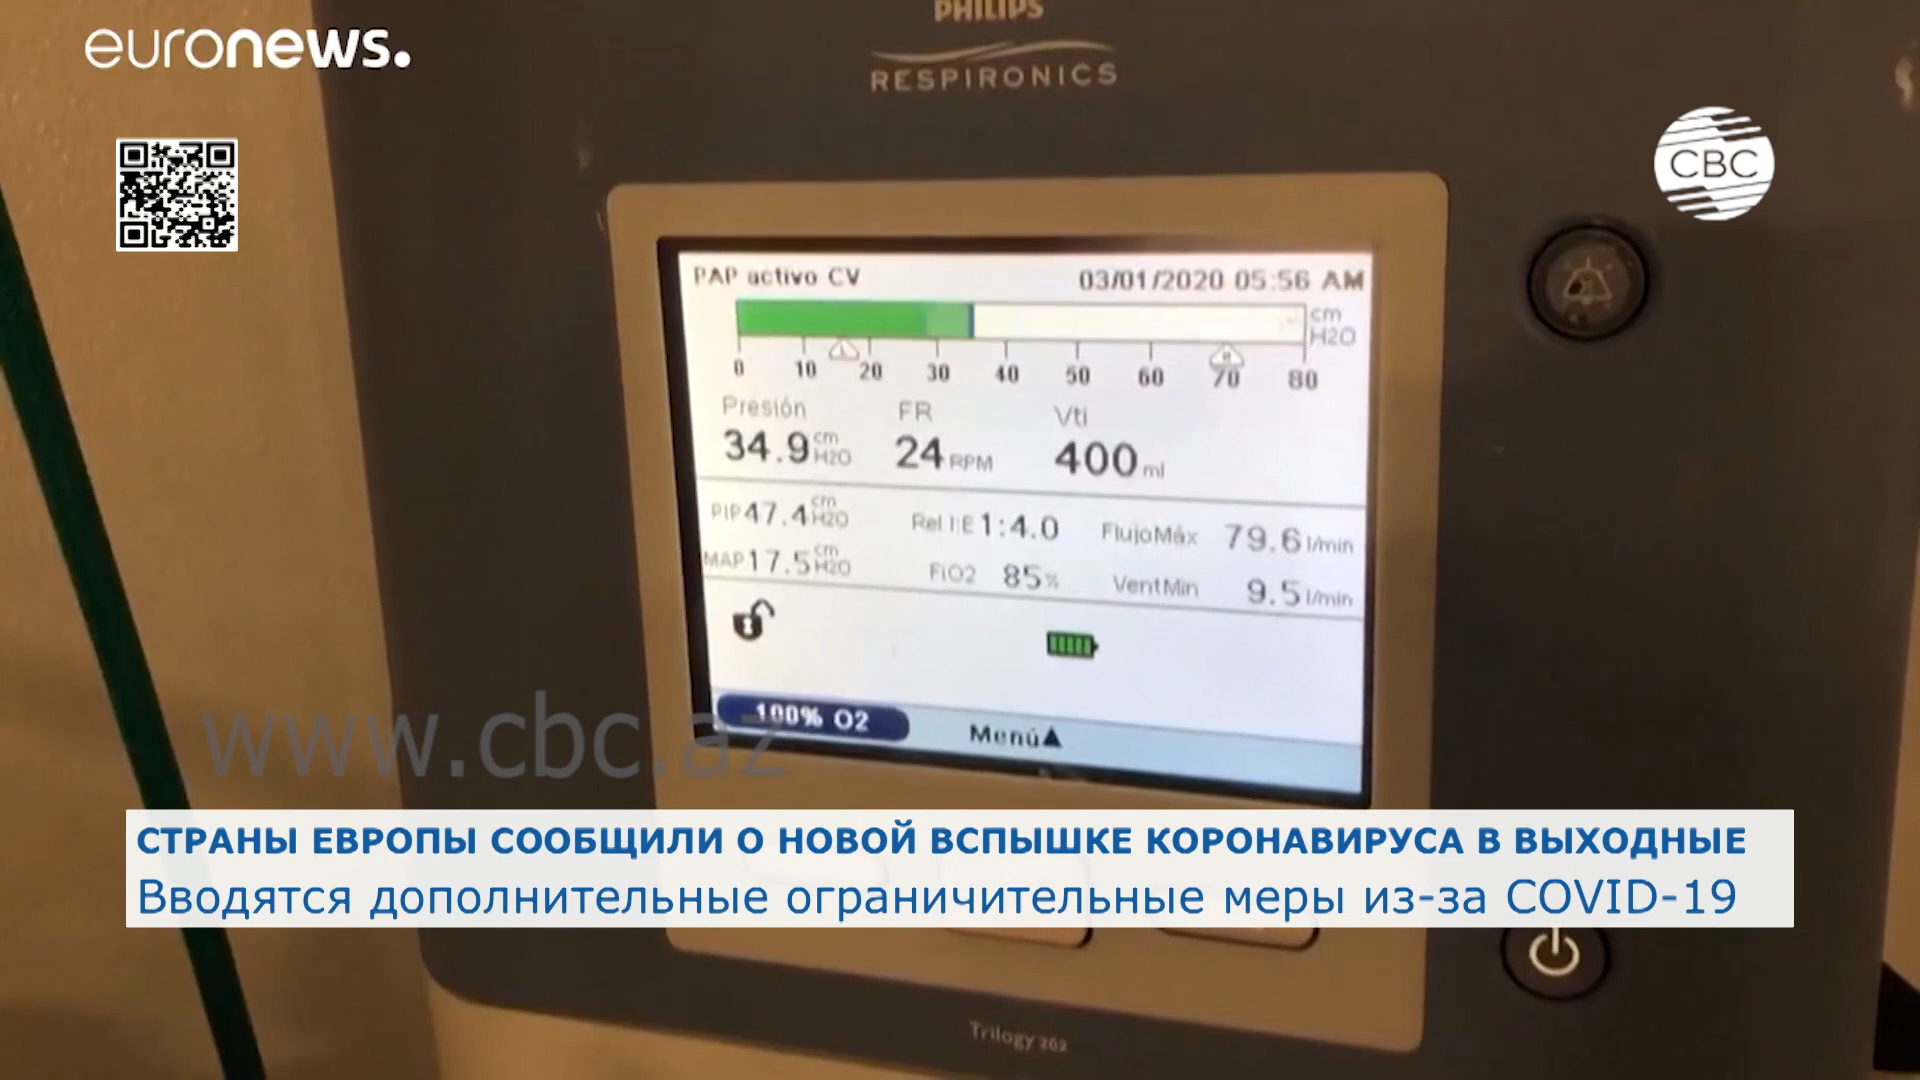 PHILIPS
euronews.
RESPIRONICS
CBC
PAP activo CV 03/01/2020 05:56 AM
cm
H2O
0 10 20 30 40 50 60 70 80
Presión FR Vti
34.9 cm H2O 24 RPM 400 ml
PIP 47.4 cm H2O Rel I:E 1:4.0 FlujoMáx 79.6 l/min
MAP 17.5 cm H2O FiO2 85% VentMin 9.5 l/min
100% O2 Menú▲
www.cbc.az
СТРАНЫ ЕВРОПЫ СООБЩИЛИ О НОВОЙ ВСПЫШКЕ КОРОНАВИРУСА В ВЫХОДНЫЕ
Вводятся дополнительные ограничительные меры из-за COVID-19
Trilogy 202